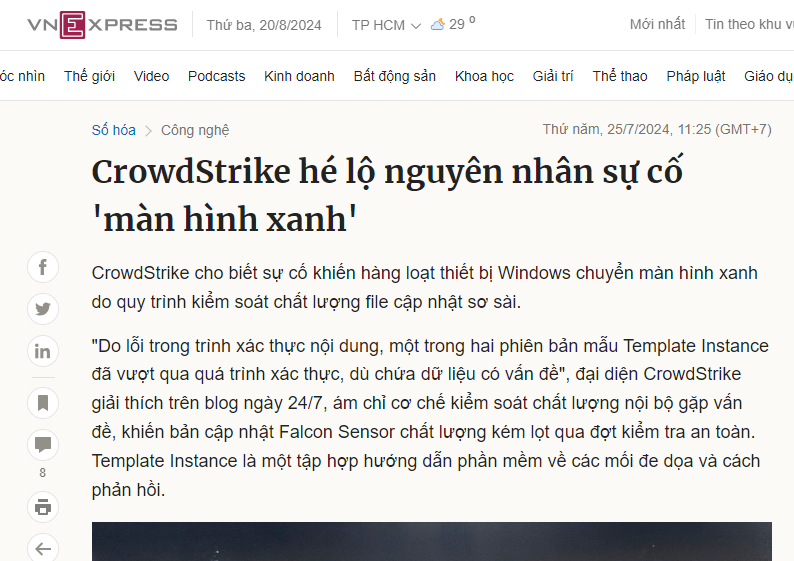 VNEXPRESS
Thứ ba, 20/8/2024
TP HCM
29°
Mới nhất
Tin theo khu
óc nhìn
Thế giới
Video
Podcasts
Kinh doanh
Bất động sản
Khoa học
Giải trí
Thể thao
Pháp luật
Giáo
Số hóa
Công nghệ
Thứ năm, 25/7/2024, 11:25 (GMT+7)
CrowdStrike hé lộ nguyên nhân sự cố
'màn hình xanh'
CrowdStrike cho biết sự cố khiến hàng loạt thiết bị Windows chuyển màn hình xanh
do quy trình kiểm soát chất lượng file cập nhật sơ sài.
"Do lỗi trong trình xác thực nội dung, một trong hai phiên bản mẫu Template Instance
đã vượt qua quá trình xác thực, dù chứa dữ liệu có vấn đề", đại diện CrowdStrike
giải thích trên blog ngày 24/7, ám chỉ cơ chế kiểm soát chất lượng nội bộ gặp vấn
đề, khiến bản cập nhật Falcon Sensor chất lượng kém lọt qua đợt kiểm tra an toàn.
Template Instance là một tập hợp hướng dẫn phần mềm về các mối đe dọa và cách
phản hồi.
8